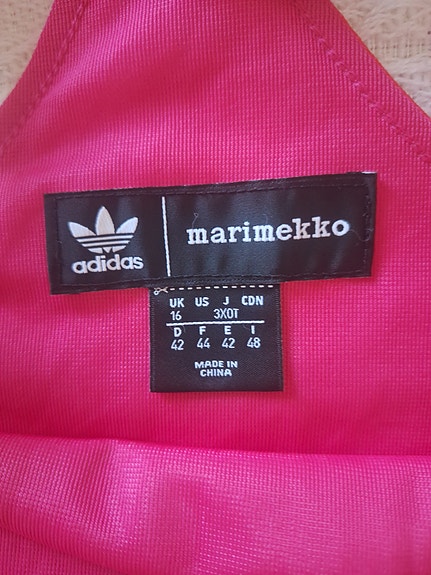 adidas
marimekko
UK US J CDN
16 3XOT
D F E I
42 44 42 48
MADE IN
CHINA